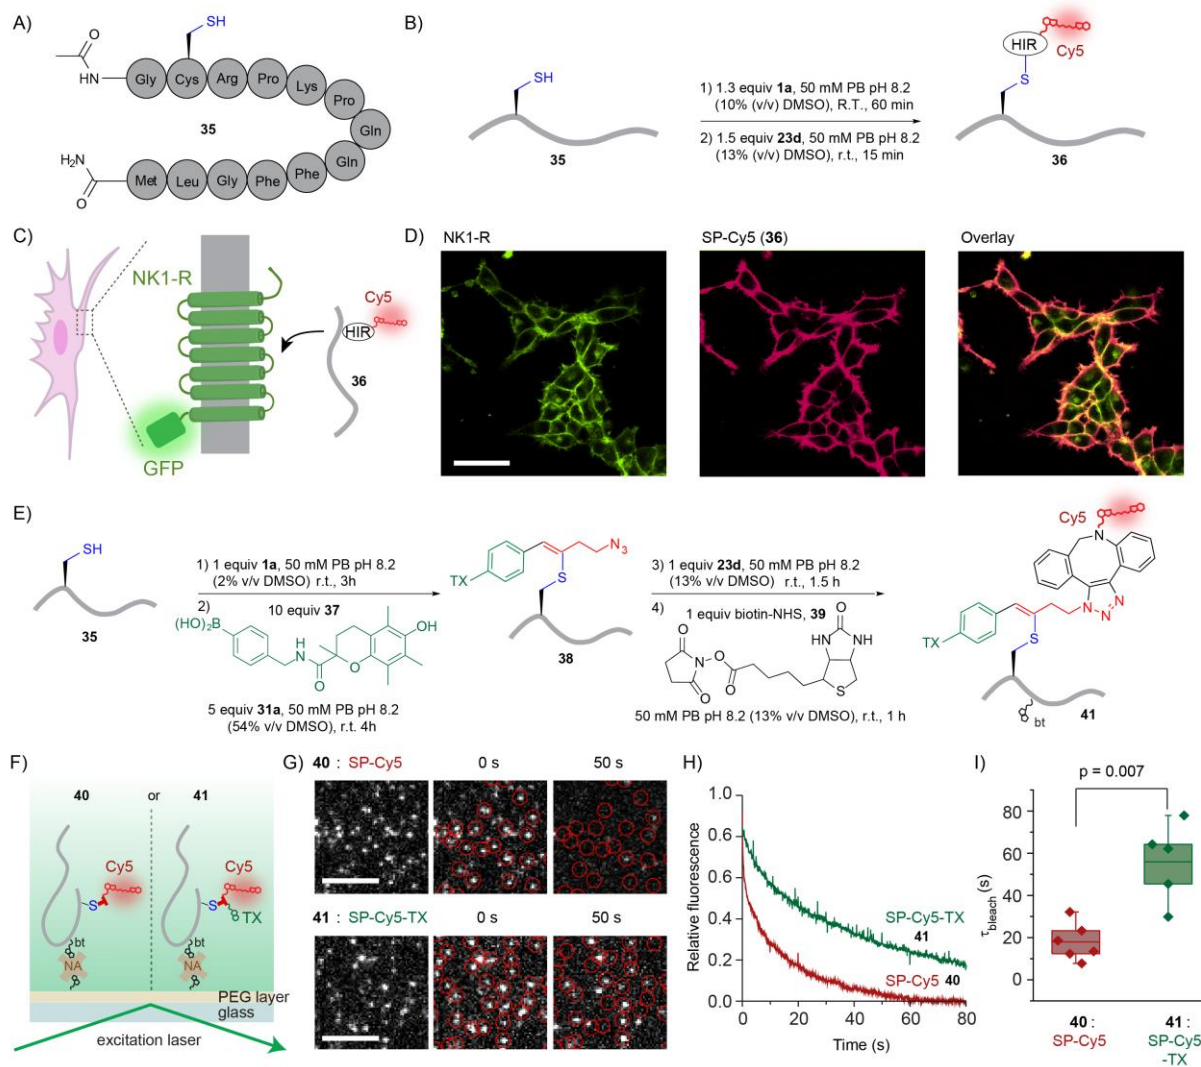 A)
SH
O
HN
Gly Cys Arg Pro Lys Pro Gln Gln Phe Phe Gly Leu Met
35
H2N
O
B)
SH
35
1) 1.3 equiv 1a, 50 mM PB pH 8.2
(10% (v/v) DMSO), R.T., 60 min
2) 1.5 equiv 23d, 50 mM PB pH 8.2
(13% (vv) DMSO), r.t., 15 min
HIR
Cy5
S
36
C)
NK1-R
GFP
Cy5
HIR
36
D)
NK1-R
SP-Cy5 (36)
Overlay
E)
SH
35
1) 1 equiv 1a, 50 mM PB pH 8.2
(2% v/v DMSO) r.t., 3h
2)
10 equiv 37
(HO)2B
H
N
O
Me
O
OH
5 equiv 31a, 50 mM PB pH 8.2
(54% v/v DMSO), r.t. 4h
TX
N3
S
38
3) 1 equiv 23d, 50 mM PB pH 8.2
(13% v/v DMSO) r.t., 1.5 h
4)
1 equiv biotin-NHS, 39
O
N
O
O
O
O
HN
NH
S
50 mM PB pH 8.2 (13% v/v DMSO), r.t., 1 h
Cy5
N
N
N
N
TX
S
bt
41
F)
40 or 41
Cy5
S
bt
NA
Cy5
S
TX
bt
NA
PEG layer
glass
excitation laser
G)
40 : SP-Cy5 0 s 50 s
41 : SP-Cy5-TX 0 s 50 s
H)
Relative fluorescence
1.0
0.6
0.6
0.4
0.2
0.0
0 20 40 60 80
Time (s)
SP-Cy5-TX
41
SP-Cy5 40
I)
p = 0.007
τbleach (s)
80
60
40
20
0
40 :
SP-Cy5
41 :
SP-Cy5
-TX